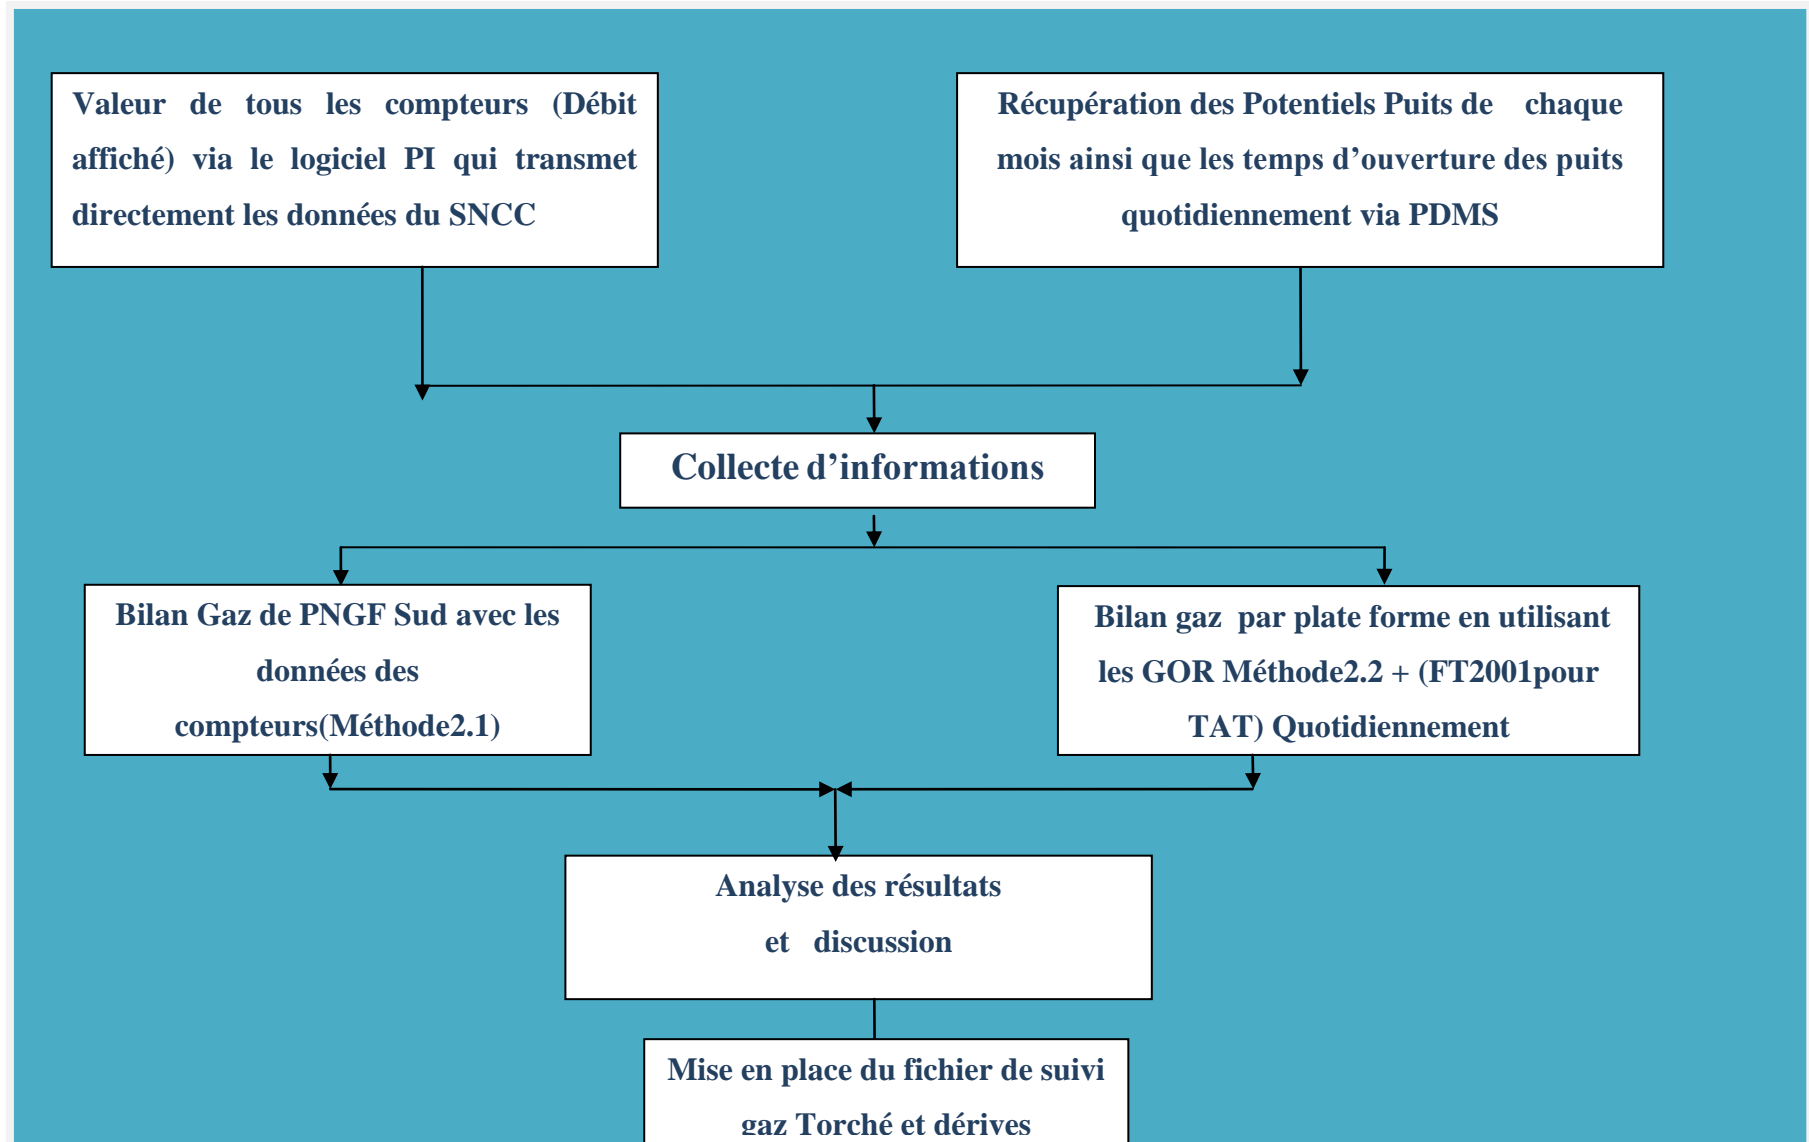 Valeur de tous les compteurs (Débit
affiché) via le logiciel PI qui transmet
directement les données du SNCC
Récupération des Potentiels Puits de chaque
mois ainsi que les temps d’ouverture des puits
quotidiennement via PDMS
Collecte d’informations
Bilan Gaz de PNGF Sud avec les
données des
compteurs(Méthode2.1)
Bilan gaz par plate forme en utilisant
les GOR Méthode2.2 + (FT2001pour
TAT) Quotidiennement
Analyse des résultats
et discussion
Mise en place du fichier de suivi
gaz Torché et dérives